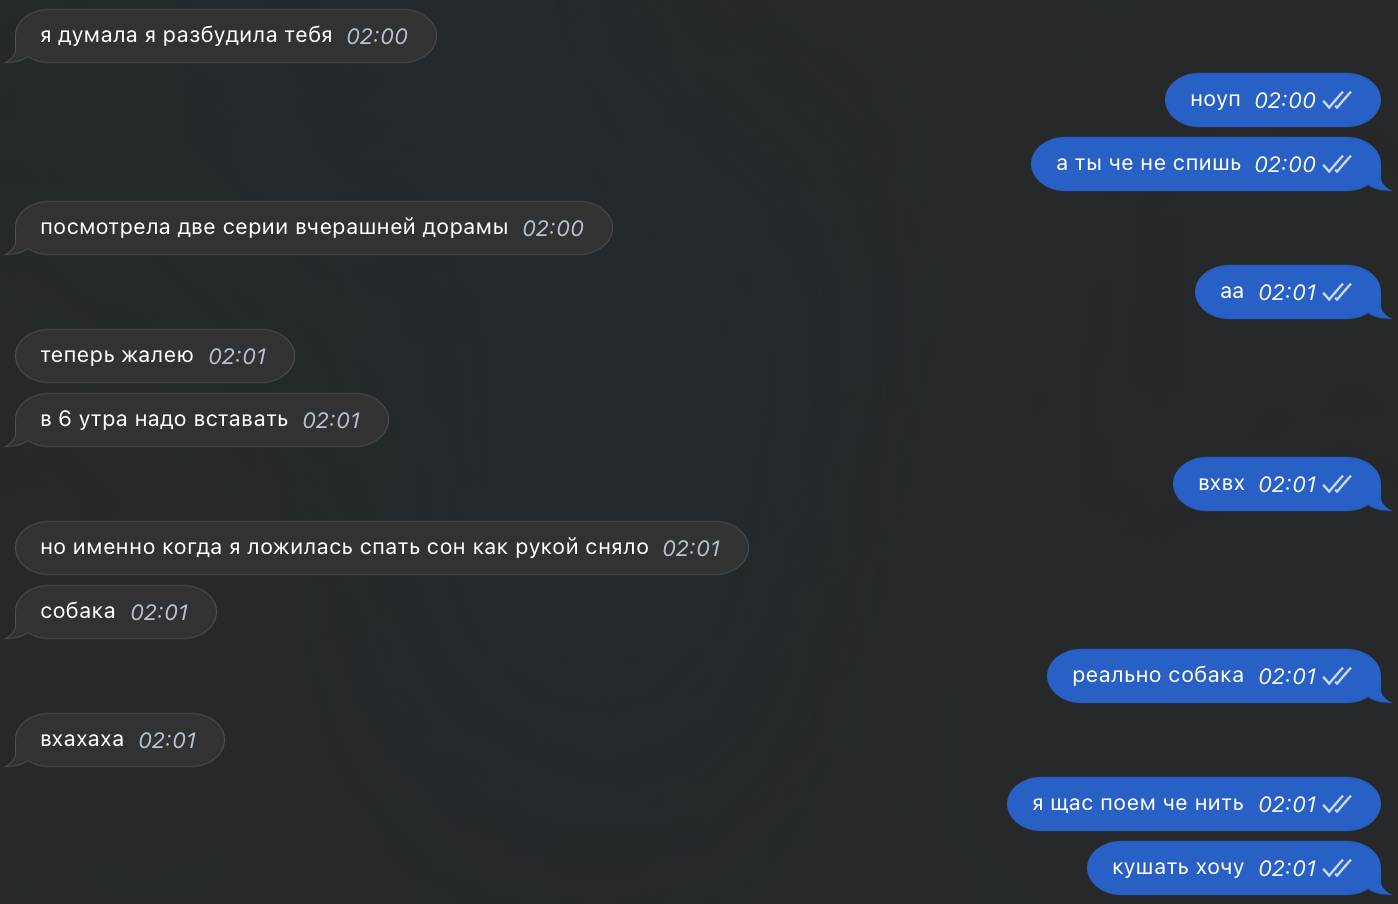 я думала я разбудила тебя 02:00
ноуп 02:00
а ты че не спишь 02:00
посмотрела две серии вчерашней дорамы 02:00
аа 02:01
теперь жалею 02:01
в 6 утра надо вставать 02:01
вхвх 02:01
но именно когда я ложилась спать сон как рукой сняло 02:01
собака 02:01
реально собака 02:01
вхахаха 02:01
я щас поем че нить 02:01
кушать хочу 02:01